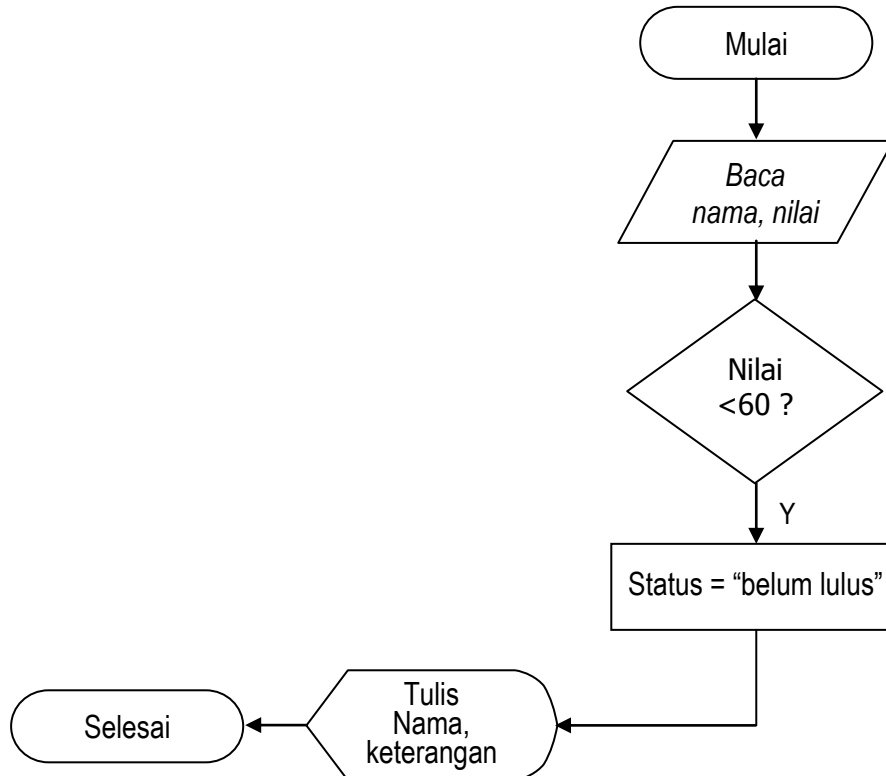 Mulai
Baca
nama, nilai
Nilai
<60 ?
Y
Status = “belum lulus”
Tulis
Nama,
keterangan
Selesai